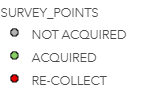 SURVEY_POINTS
NOT ACQUIRED
ACQUIRED
RE-COLLECT